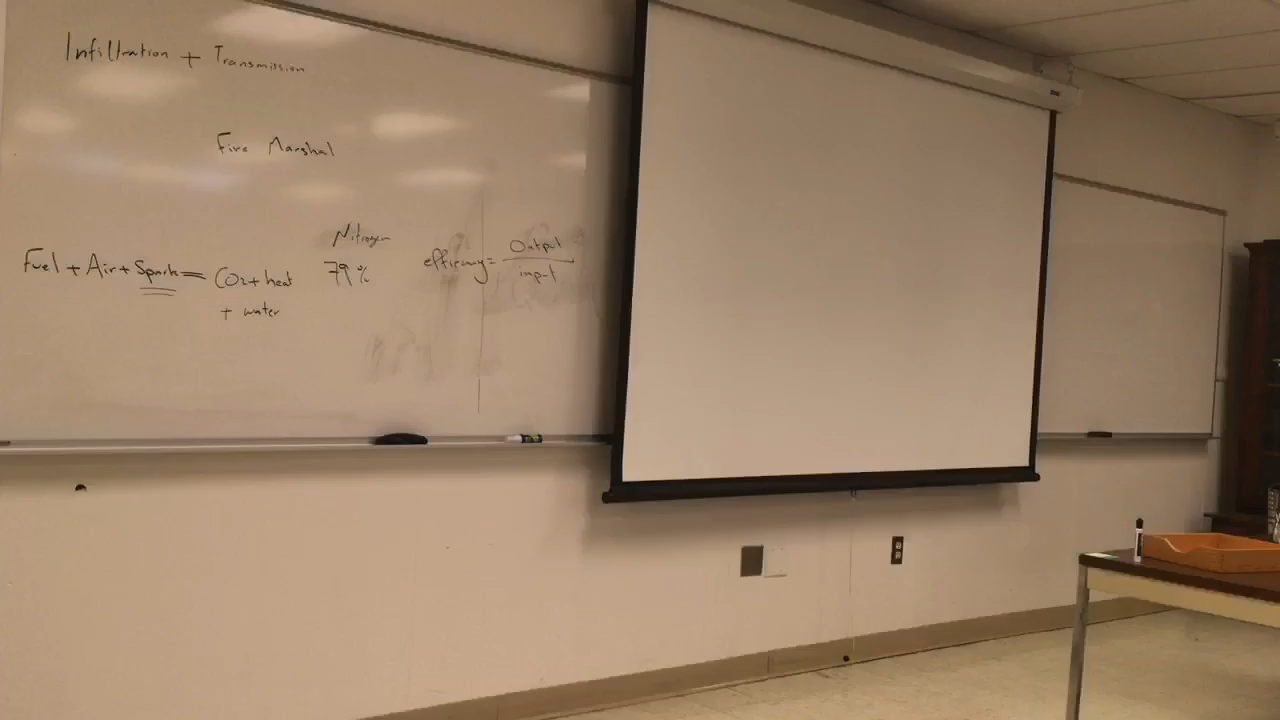 Infiltration + Transmission
Fire Marshal
Nitrogen
79%
Fuel + Air + Spark = CO2 + heat
+ water
efficiency = Output
input